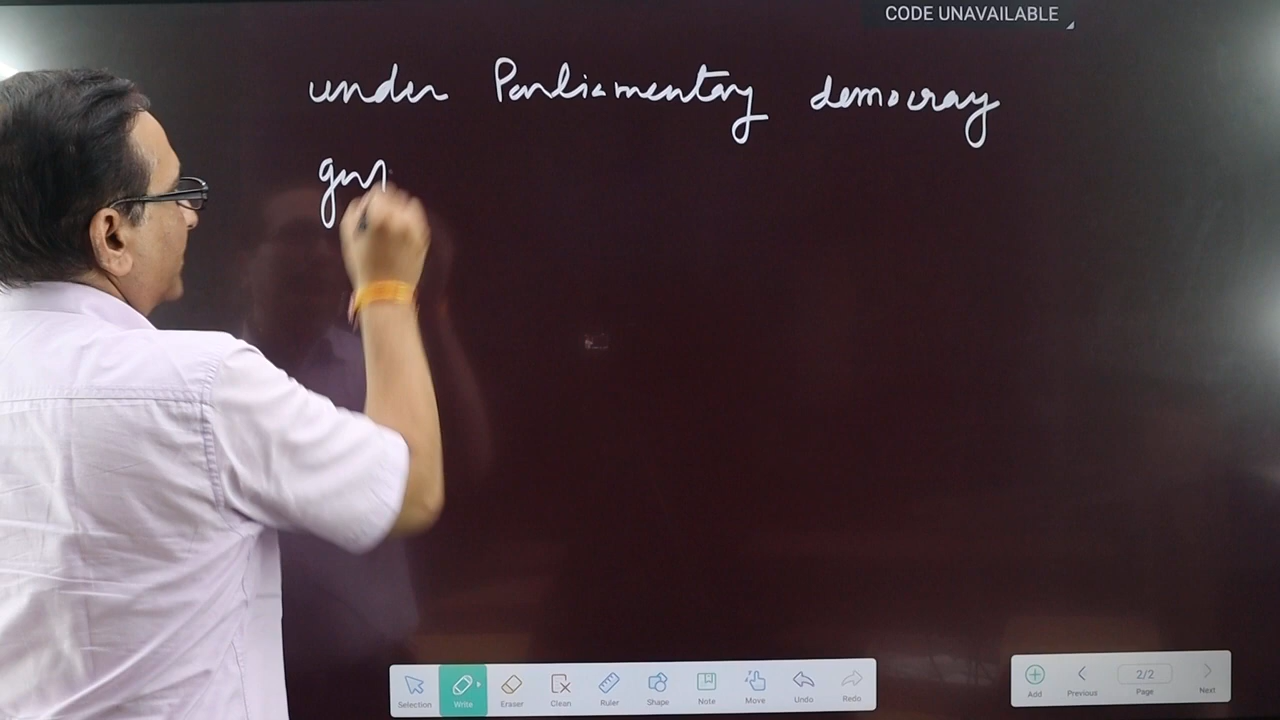 CODE UNAVAILABLE
under Parliamentary democray
Selection Write Eraser Clean Ruler Shape Note Move Undo Redo
Add Previous 2/2 Page Next